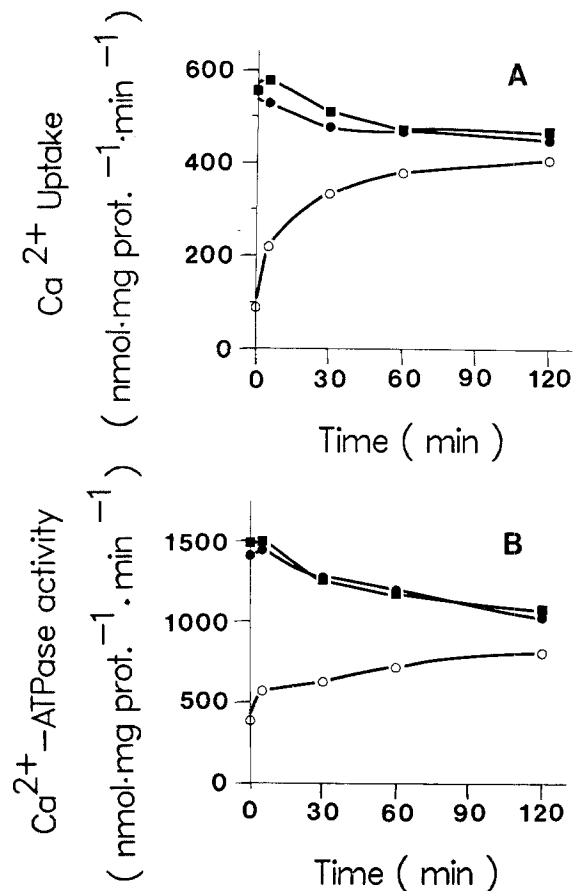 A
Ca 2+ Uptake
( nmol·mg prot. −1·min −1 )
600
400
200
0
0 30 60 90 120
Time ( min )
B
Ca2+ −ATPase activity
( nmol·mg prot.−1 · min −1 )
1500
1000
500
0
0 30 60 90 120
Time ( min )